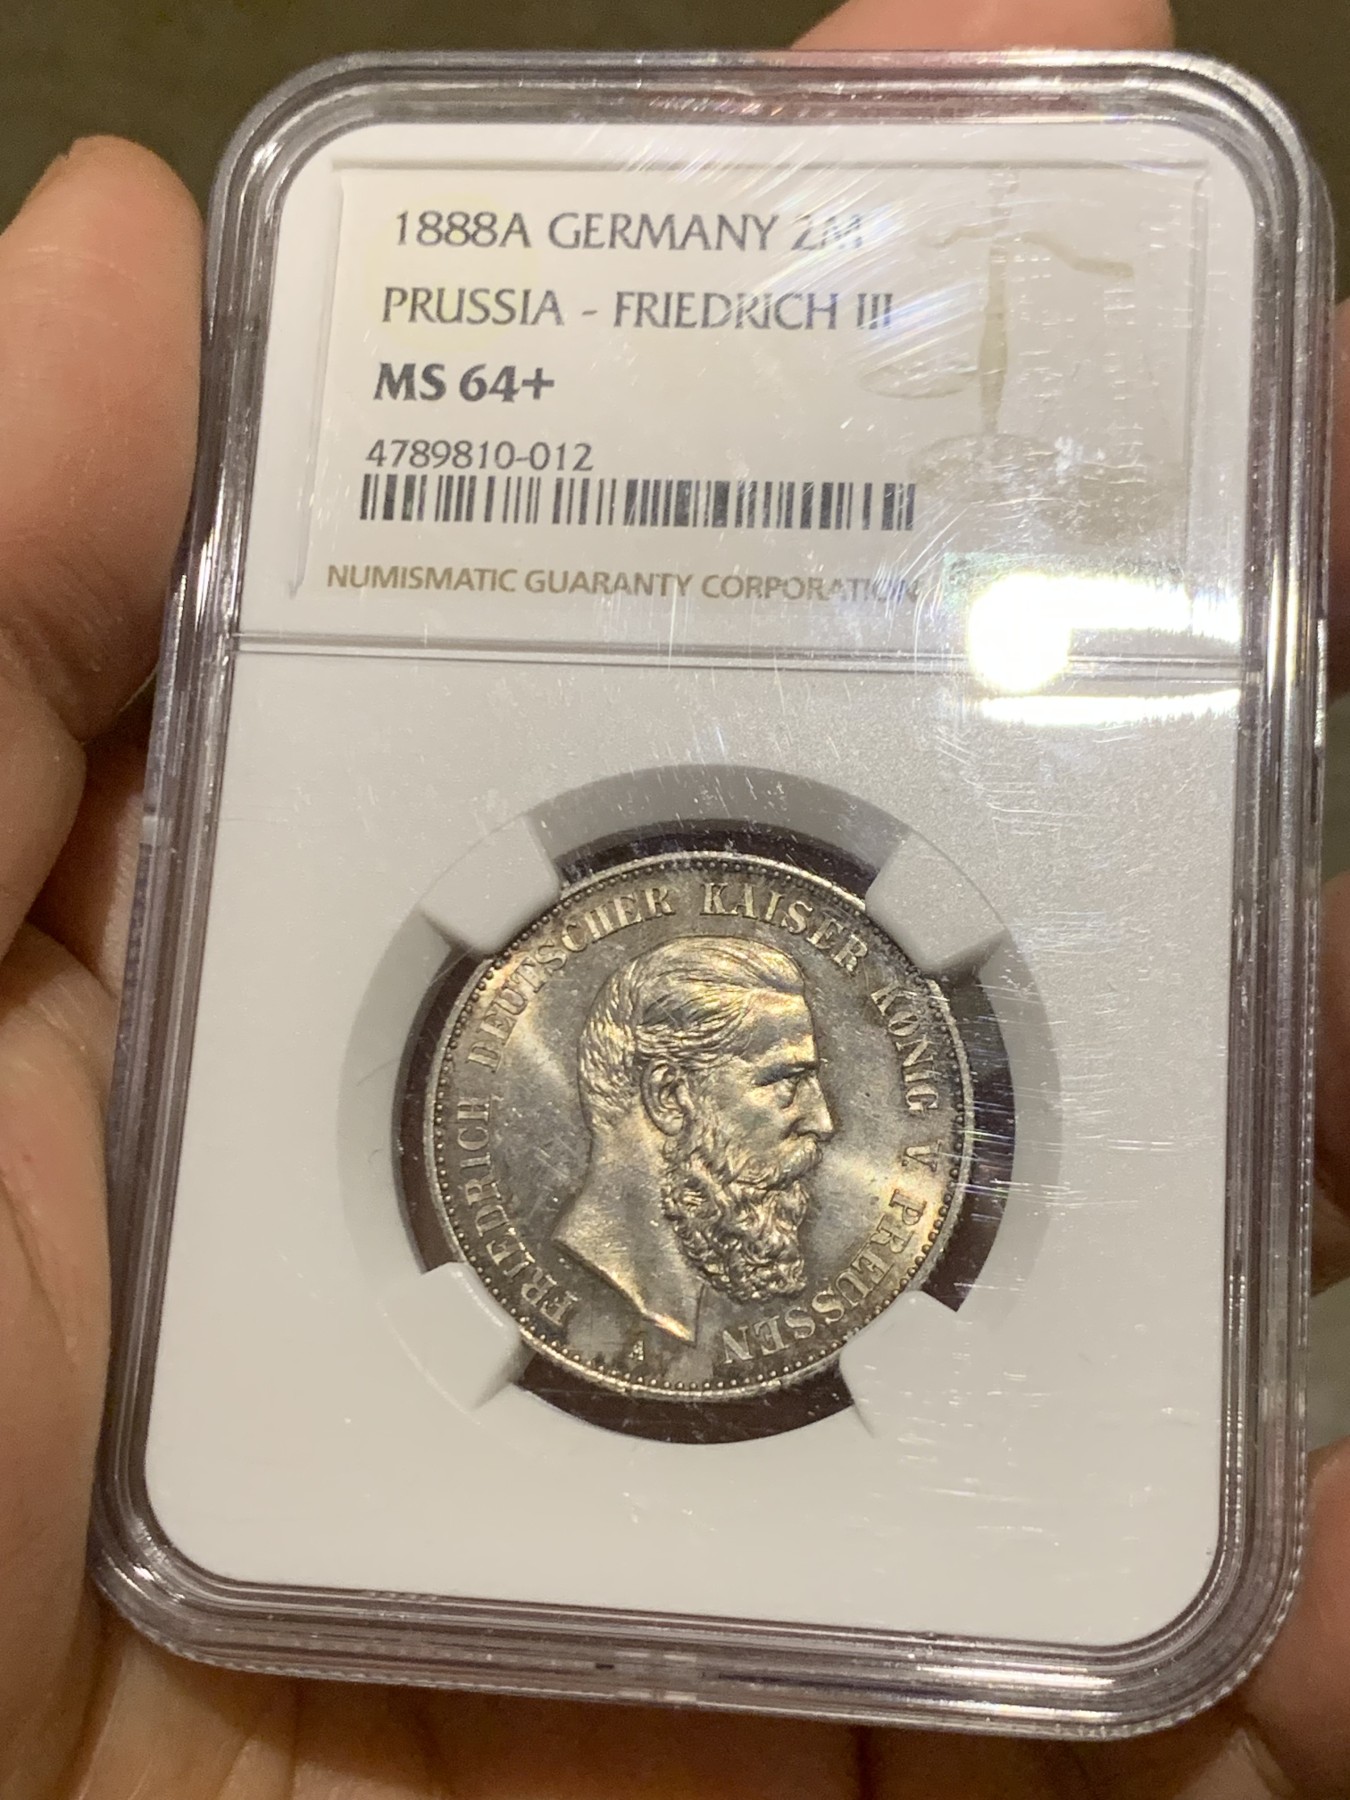 1888A GERMANY 2M
PRUSSIA - FRIEDRICH III
MS 64+
4789810-012
NUMISMATIC GUARANTY CORPORATION
FRIEDRICH DEUTSCHER KAISER KÖNIG V. PREUSSEN
A